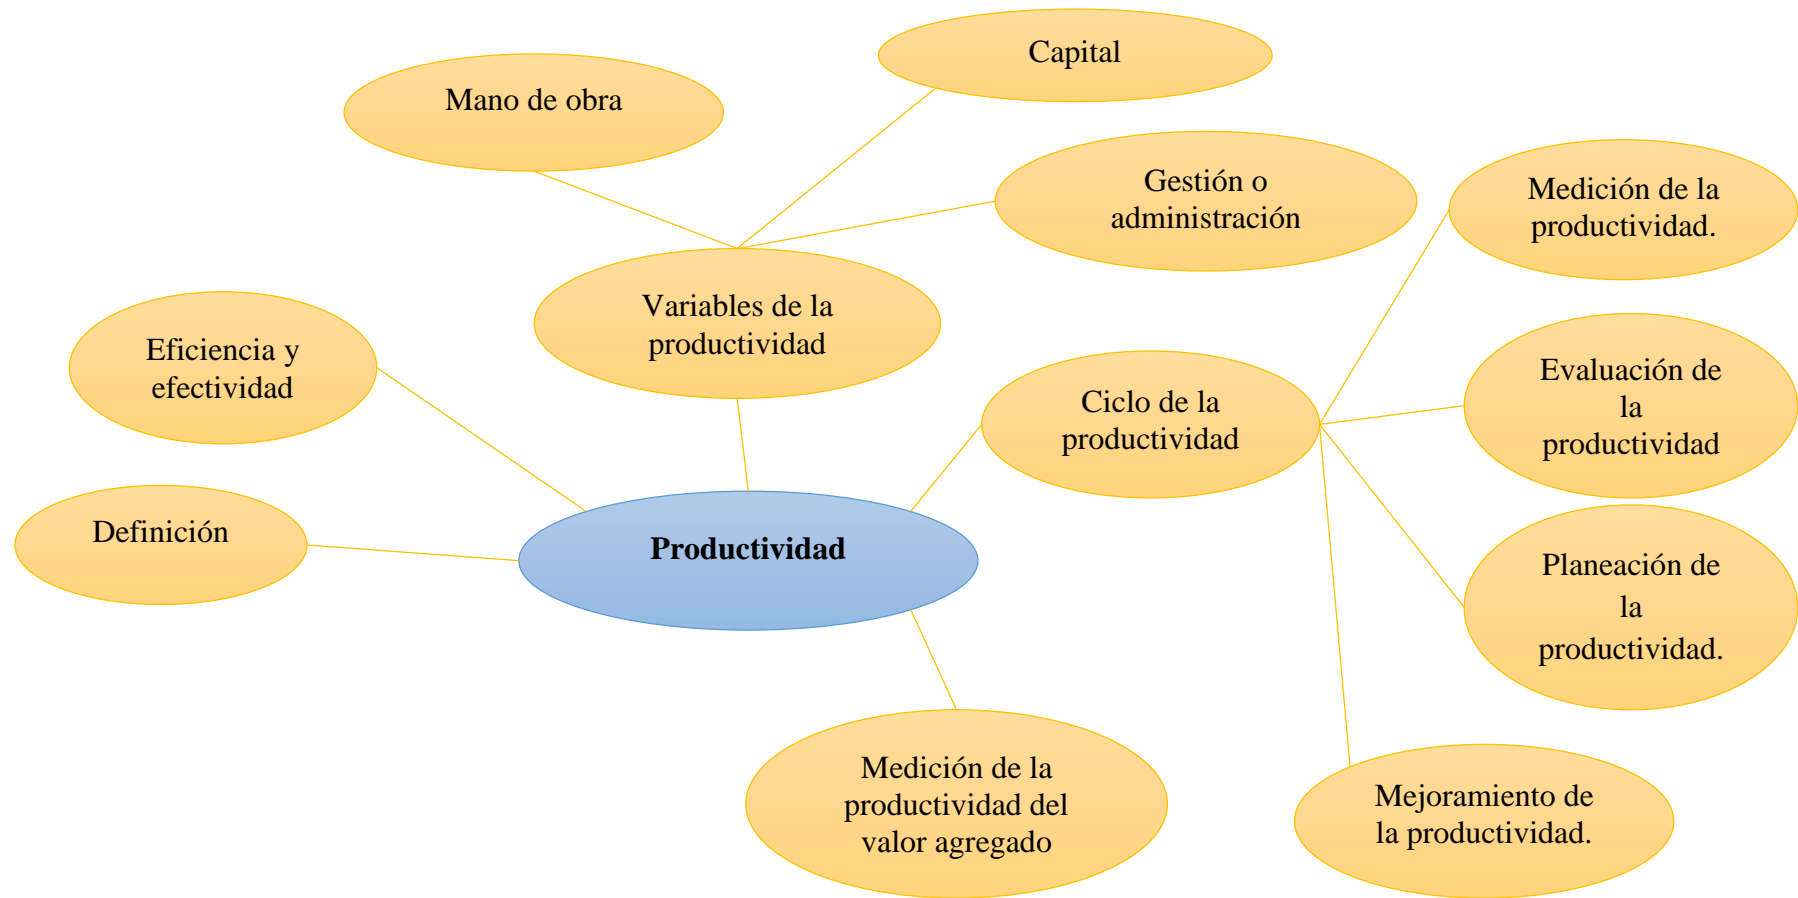 Capital
Mano de obra
Gestión o
administración
Medición de la
productividad.
Variables de la
productividad
Eficiencia y
efectividad
Ciclo de la
productividad
Evaluación de
la
productividad
Definición
Productividad
Planeación de
la
productividad.
Medición de la
productividad del
valor agregado
Mejoramiento de
la productividad.